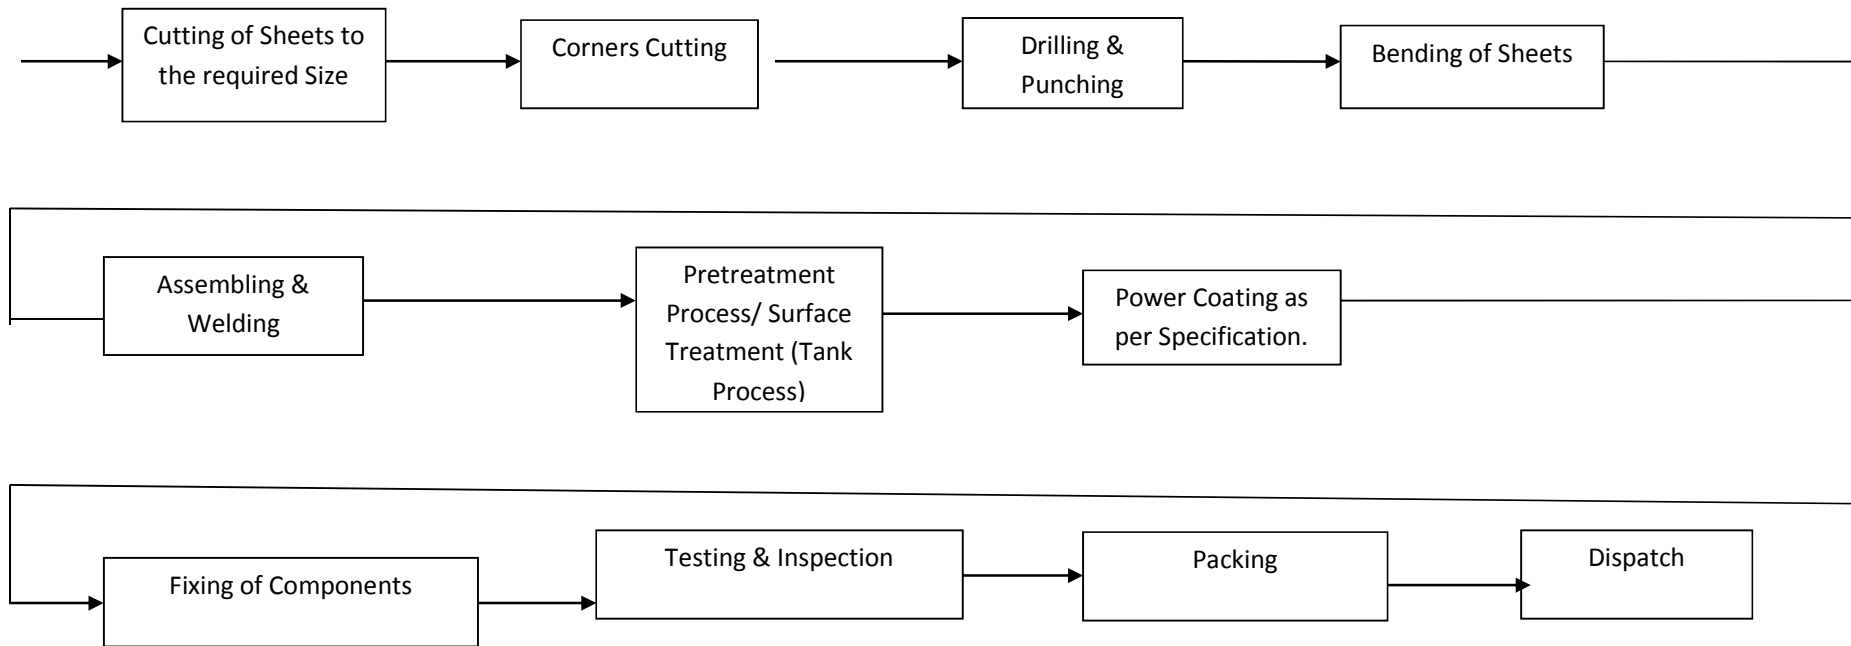 Cutting of Sheets to
the required Size
Corners Cutting
Drilling &
Punching
Bending of Sheets
Assembling &
Welding
Pretreatment
Process/ Surface
Treatment (Tank
Process)
Power Coating as
per Specification.
Fixing of Components
Testing & Inspection
Packing
Dispatch